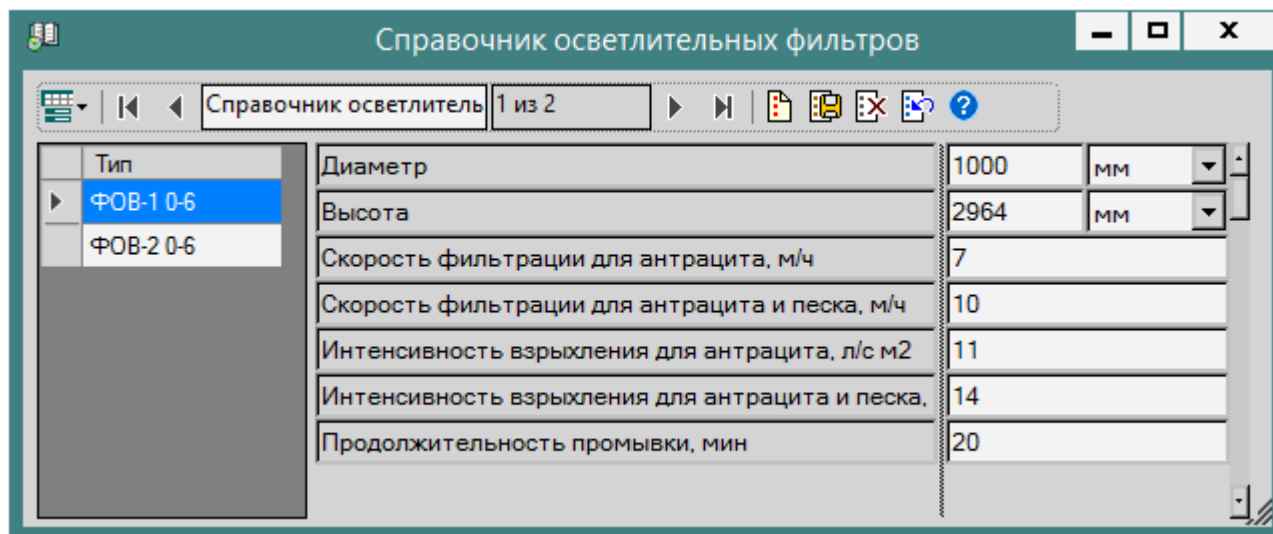 Справочник осветлительных фильтров
Справочник осветлитель 1 из 2
Тип
ФОВ-1 0-6
ФОВ-2 0-6
Диаметр 1000 мм
Высота 2964 мм
Скорость фильтрации для антрацита, м/ч 7
Скорость фильтрации для антрацита и песка, м/ч 10
Интенсивность взрыхления для антрацита, л/с м2 11
Интенсивность взрыхления для антрацита и песка, 14
Продолжительность промывки, мин 20